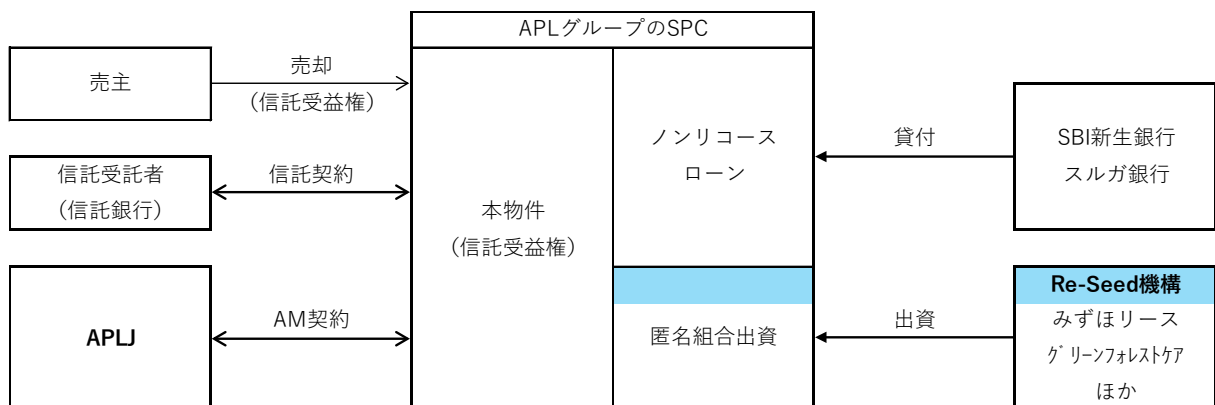 APLグループのSPC
売主
売却
(信託受益権)
信託受託者
(信託銀行)
信託契約
APLJ
AM契約
本物件
(信託受益権)
ノンリコース
ローン
匿名組合出資
貸付
SBI新生銀行
スルガ銀行
出資
Re-Seed機構
みずほリース
グリーンフォレストケア
ほか